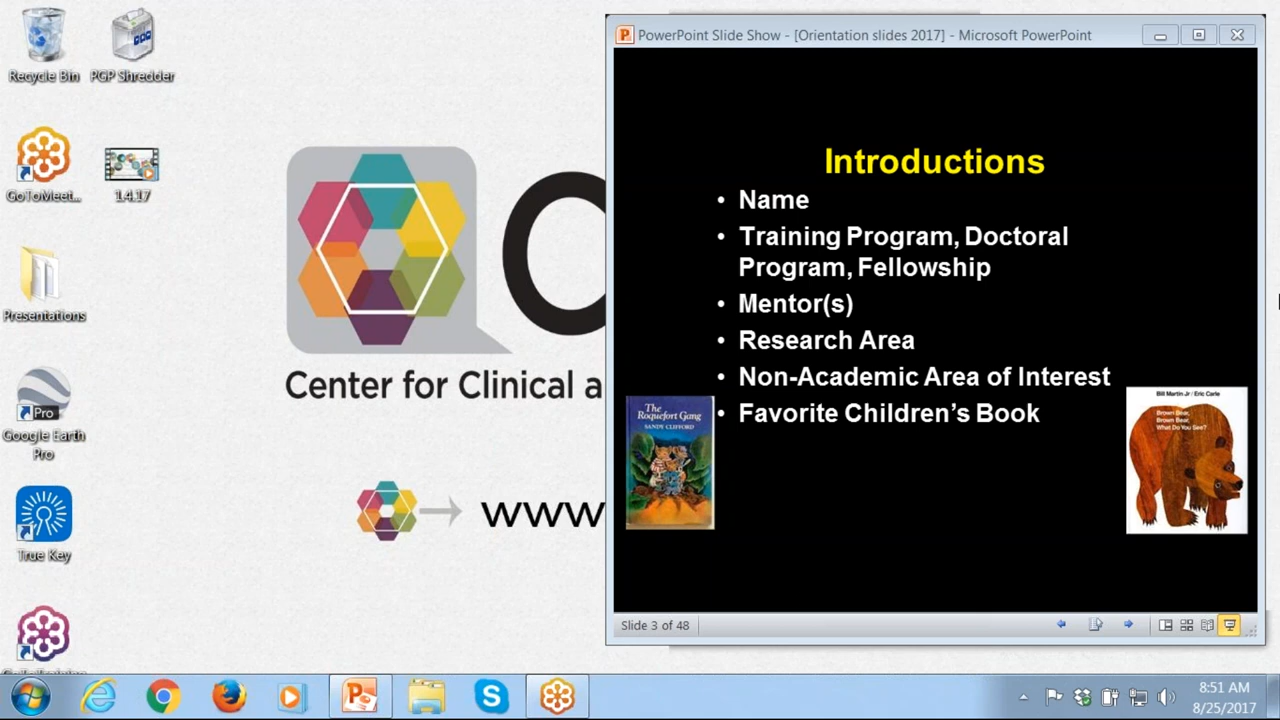 Recycle Bin
PGP Shredder
GoToMeet...
1.4.17
Presentations
Pro
Google Earth
Pro
True Key
Center for Clinical a
www
PowerPoint Slide Show - [Orientation slides 2017] - Microsoft PowerPoint
Introductions
• Name
• Training Program, Doctoral
Program, Fellowship
• Mentor(s)
• Research Area
• Non-Academic Area of Interest
• Favorite Children's Book
The
Roquefort Gang
SANDY CLIFFORD
Bill Martin Jr / Eric Carle
Brown Bear,
Brown Bear,
What Do You See?
Slide 3 of 48
8:51 AM
8/25/2017